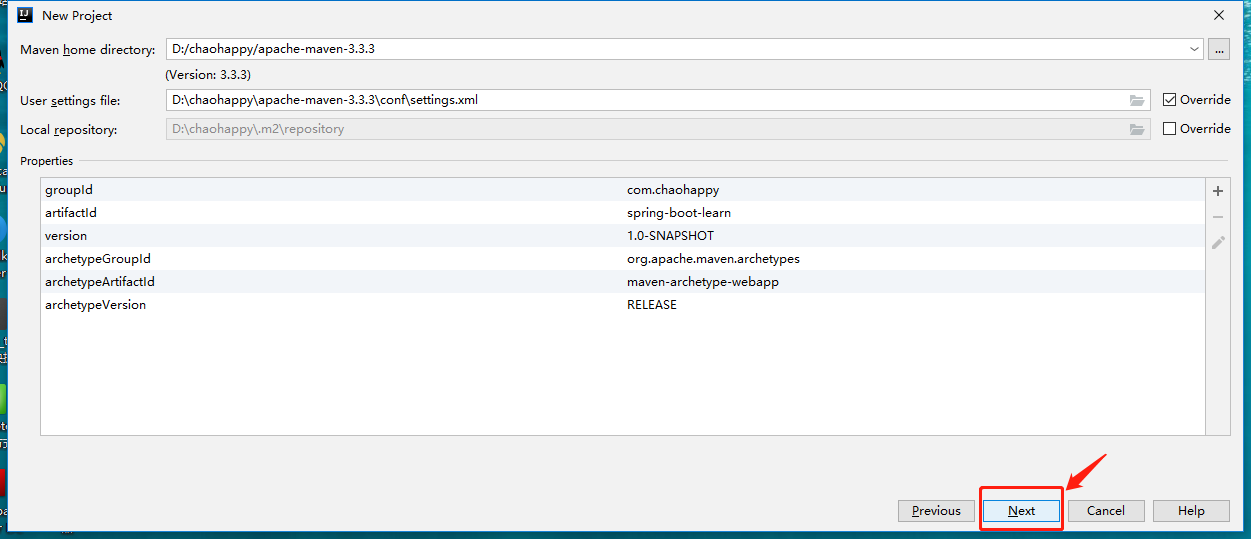 New Project
Maven home directory: D:/chaohappy/apache-maven-3.3.3 ...
(Version: 3.3.3)
User settings file: D:\chaohappy\apache-maven-3.3.3\conf\settings.xml Override
Local repository: D:\chaohappy\.m2\repository Override
Properties
groupId com.chaohappy
artifactId spring-boot-learn
version 1.0-SNAPSHOT
archetypeGroupId org.apache.maven.archetypes
archetypeArtifactId maven-archetype-webapp
archetypeVersion RELEASE
Previous Next Cancel Help